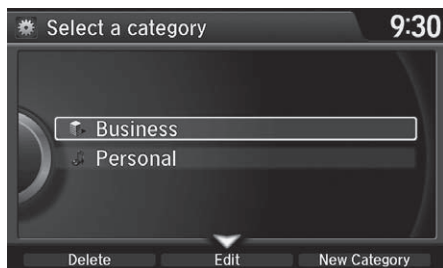 Select a category 9:30
Business
Personal
Delete Edit New Category